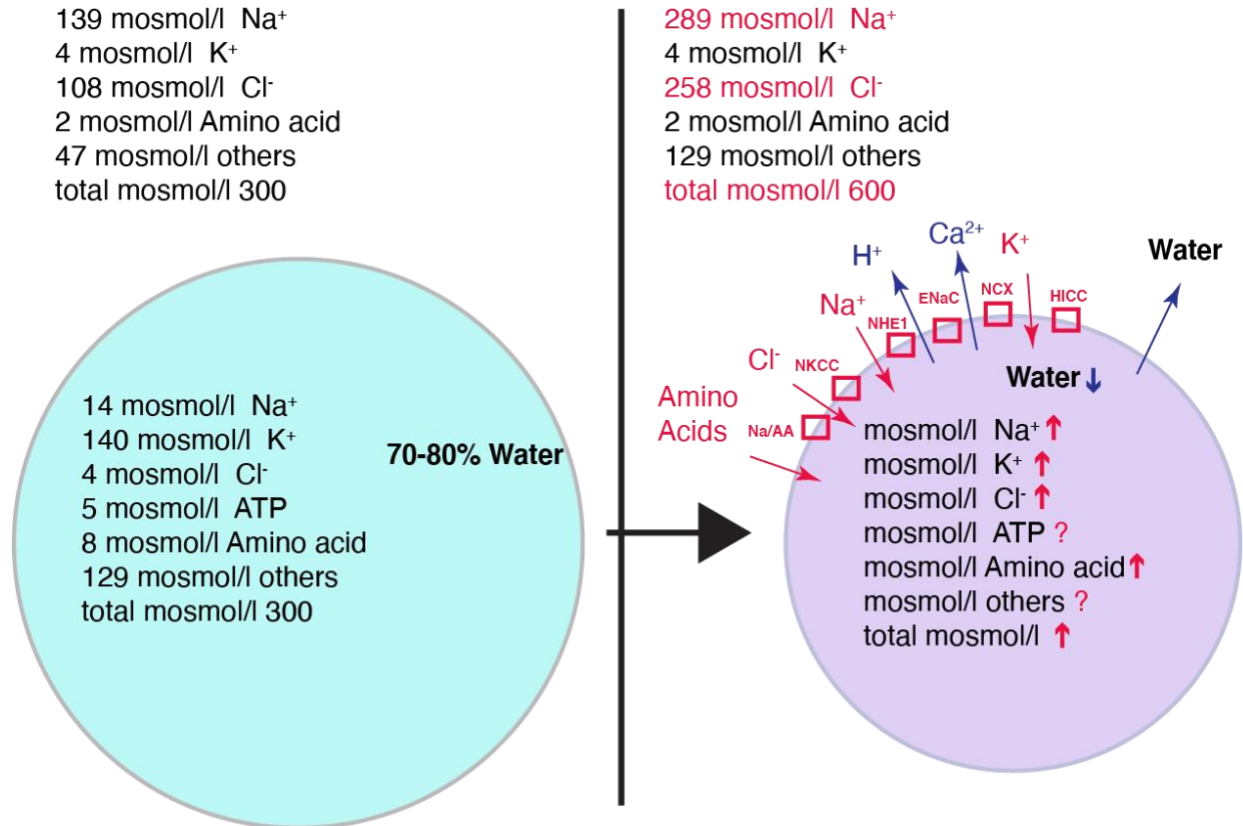 139 mosmol/l Na⁺
4 mosmol/l K⁺
108 mosmol/l Cl⁻
2 mosmol/l Amino acid
47 mosmol/l others
total mosmol/l 300
14 mosmol/l Na⁺
140 mosmol/l K⁺
4 mosmol/l Cl⁻
5 mosmol/l ATP
8 mosmol/l Amino acid
129 mosmol/l others
total mosmol/l 300
70-80% Water
289 mosmol/l Na⁺
4 mosmol/l K⁺
258 mosmol/l Cl⁻
2 mosmol/l Amino acid
129 mosmol/l others
total mosmol/l 600
Amino
Acids
Cl⁻
Na⁺
H⁺
Ca²⁺
K⁺
Water
Na/AA
NKCC
NHE1
ENaC
NCX
HICC
Water ↓
mosmol/l Na⁺ ↑
mosmol/l K⁺ ↑
mosmol/l Cl⁻ ↑
mosmol/l ATP ?
mosmol/l Amino acid ↑
mosmol/l others ?
total mosmol/l ↑